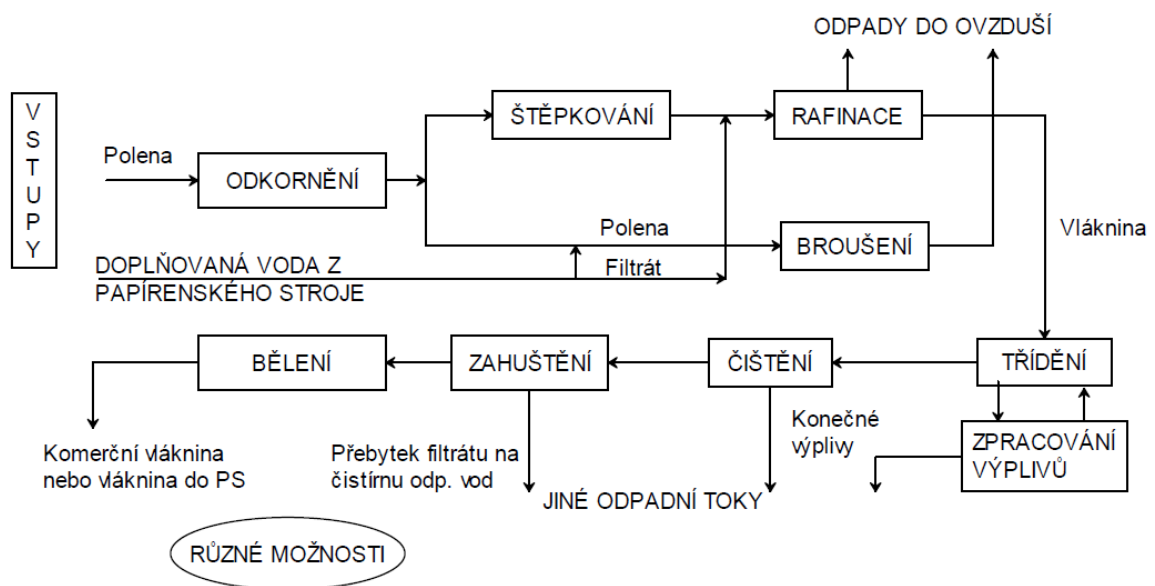 ODPADY DO OVZDUŠÍ
VSTUPY
ŠTĚPKOVÁNÍ
RAFINACE
Polena
ODKORNĚNÍ
Polena
BROUŠENÍ
Vláknina
DOPLŇOVANÁ VODA Z
PAPÍRENSKÉHO STROJE
Filtrát
BĚLENÍ
ZAHUŠTĚNÍ
ČIŠTĚNÍ
TŘÍDĚNÍ
Komerční vláknina
nebo vláknina do PS
Přebytek filtrátu na
čistírnu odp. vod
Konečné
výplivy
ZPRACOVÁNÍ
VÝPLIVŮ
JINÉ ODPADNÍ TOKY
RŮZNÉ MOŽNOSTI